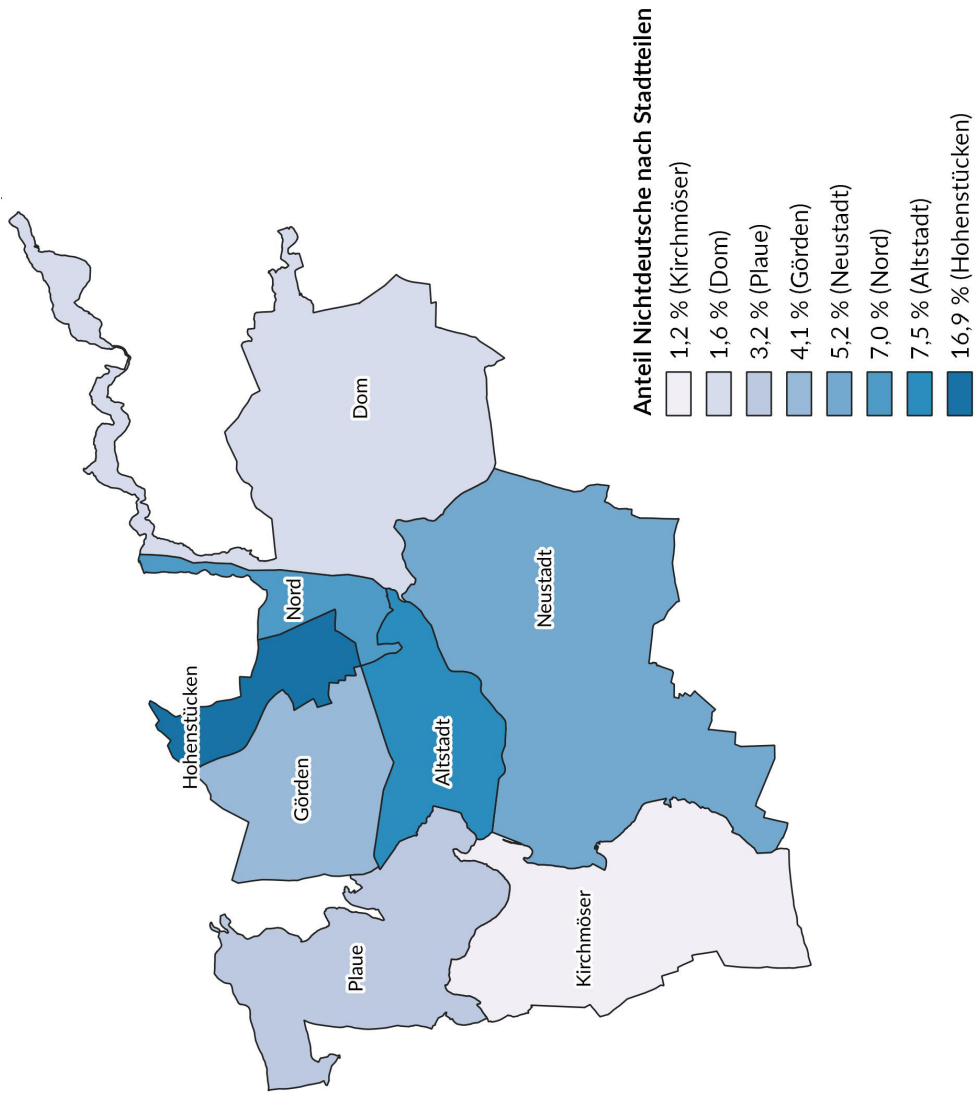 Hohenstücken
Nord
Dom
Görden
Altstadt
Neustadt
Plaue
Kirchmöser
Anteil Nichtdeutsche nach Stadtteilen
1,2 % (Kirchmöser)
1,6 % (Dom)
3,2 % (Plaue)
4,1 % (Görden)
5,2 % (Neustadt)
7,0 % (Nord)
7,5 % (Altstadt)
16,9 % (Hohenstücken)